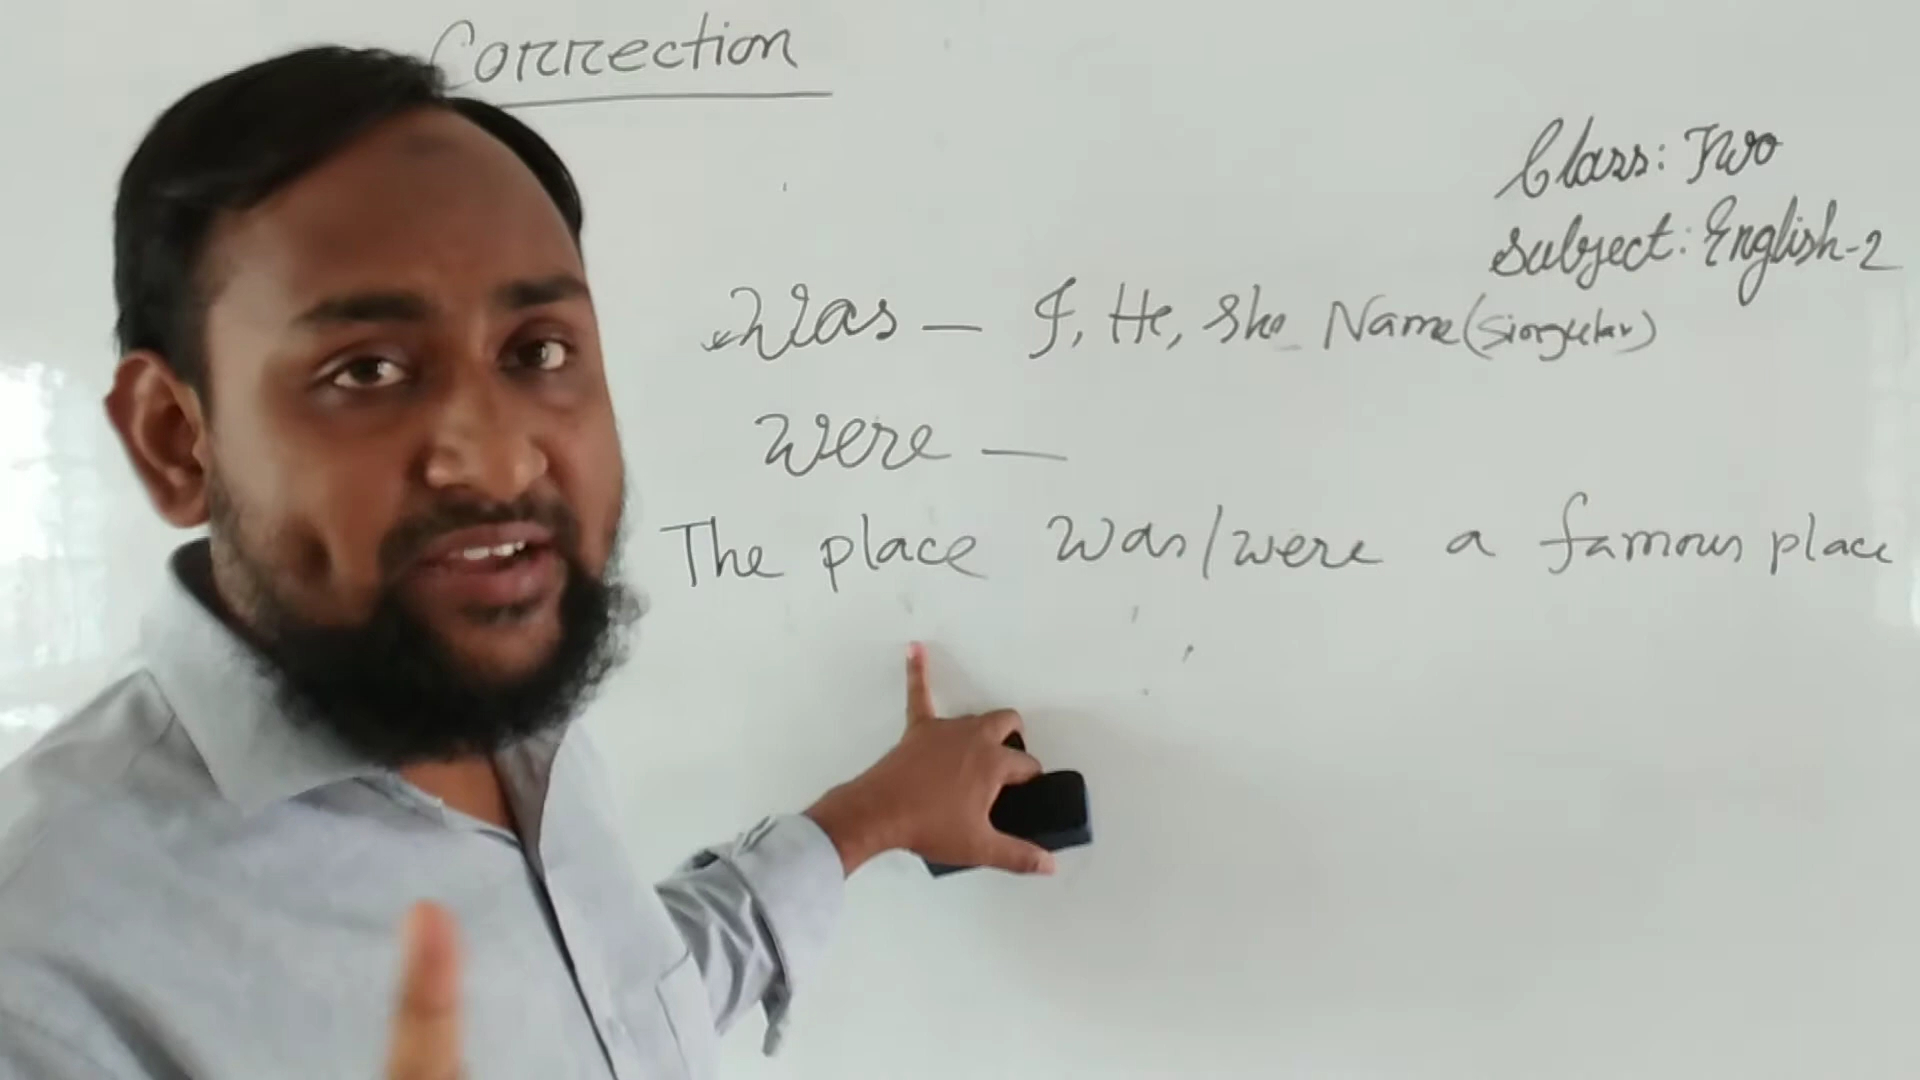 Correction
Class: Two
Subject: English-2
Was — I, He, She Name (Singular)
Were —
The place was/were a famous place